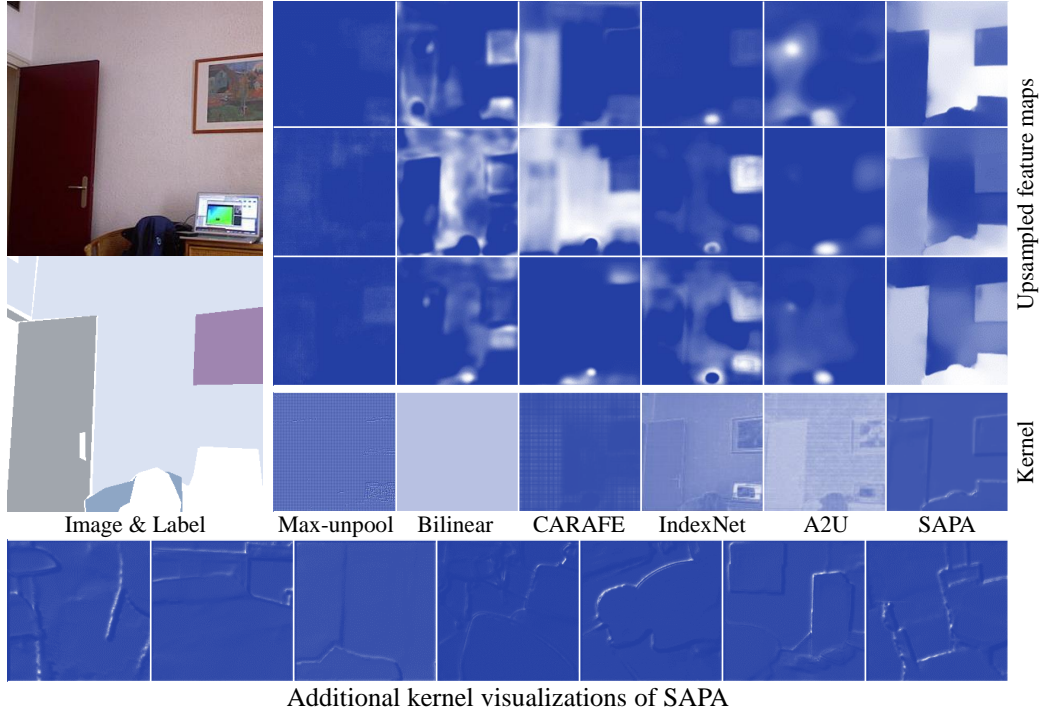 Upsampled feature maps
Kernel
Image & Label
Max-unpool
Bilinear
CARAFE
IndexNet
A2U
SAPA
Additional kernel visualizations of SAPA